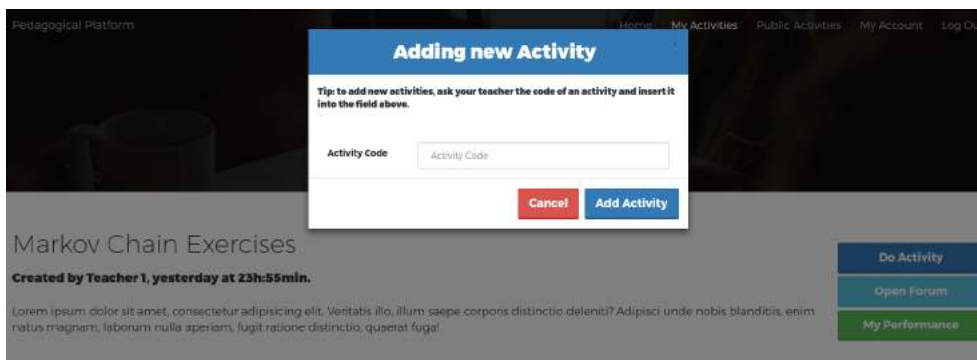 Pedagogical Platform
Home My Activities Public Activities My Account Log Ou
Adding new Activity
Tip: to add new activities, ask your teacher the code of an activity and insert it
into the field above.
Activity Code Activity Code
Cancel Add Activity
Markov Chain Exercises
Created by Teacher 1, yesterday at 23h:55min.
Lorem ipsum dolor sit amet, consectetur adipisicing elit. Veritatis illo, illum saepe corporis distinctio deleniti? Adipisci unde nobis blanditiis, enim
natus magnam, laborum nulla aperiam, fugit ratione distinctio, quaerat fuga!
Do Activity
Open Forum
My Performance